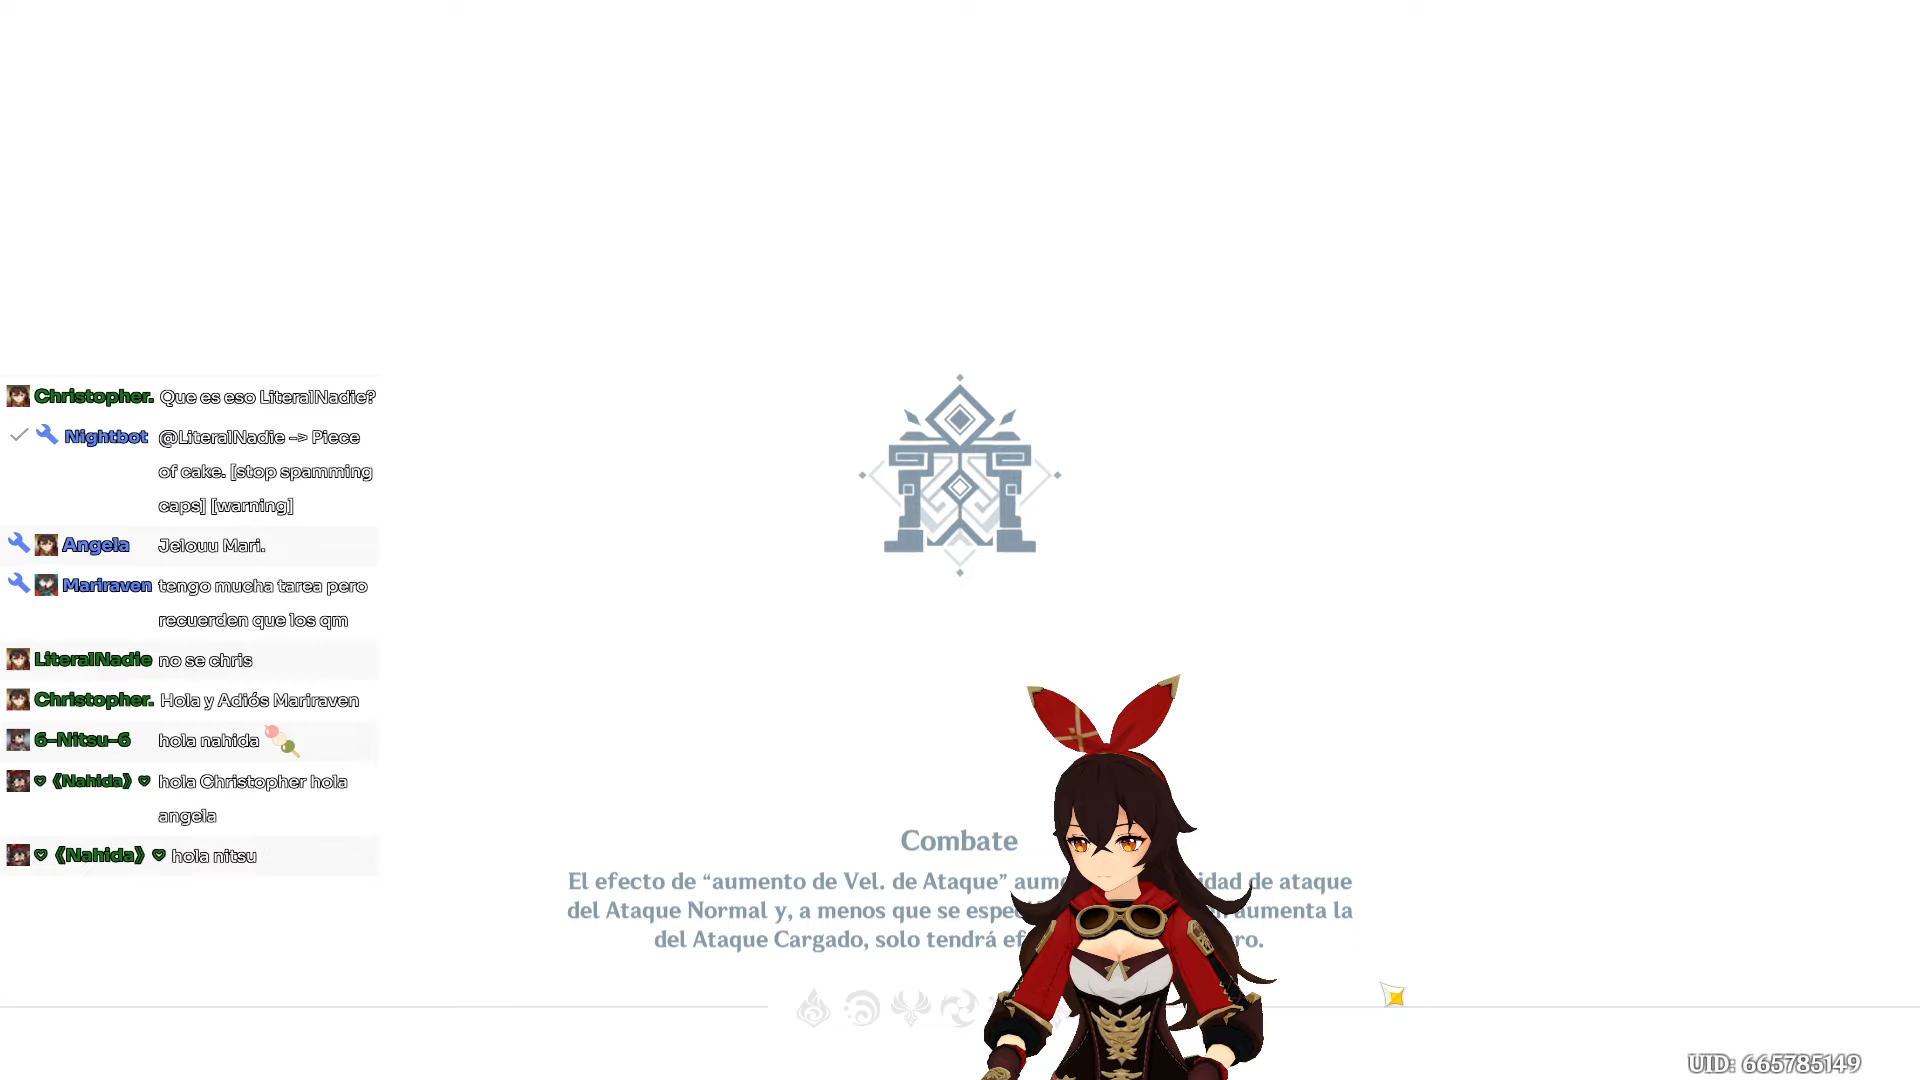 Christopher. Que es eso LiteralNadie?
Nightbot @LiteralNadie -> Piece
of cake. [stop spamming
caps] [warning]
Angela Jelouu Mari.
Mariraven tengo mucha tarea pero
recuerden que los qm
LiteralNadie no se chris
Christopher. Hola y Adiós Mariraven
6-Nitsu-6 hola nahida
♡《Nahida》♡ hola Christopher hola
angela
♡《Nahida》♡ hola nitsu
Combate
El efecto de “aumento de Vel. de Ataque” aume idad de ataque
del Ataque Normal y, a menos que se espec aumenta la
del Ataque Cargado, solo tendrá ef ro.
UID: 665785149